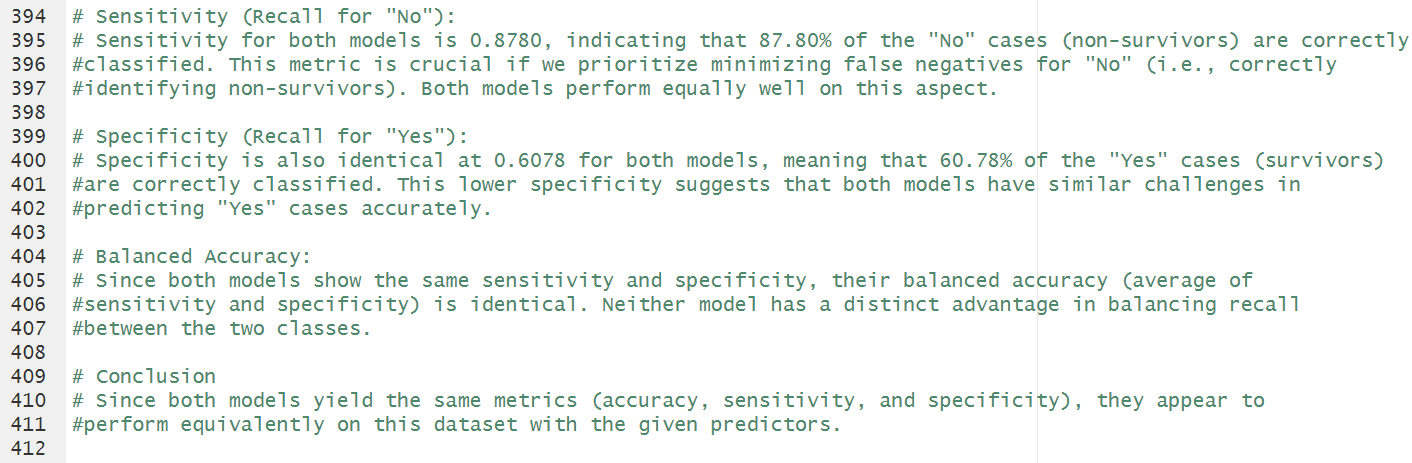 394 # Sensitivity (Recall for "No"):
395 # Sensitivity for both models is 0.8780, indicating that 87.80% of the "No" cases (non-survivors) are correctly
396 #classified. This metric is crucial if we prioritize minimizing false negatives for "No" (i.e., correctly
397 #identifying non-survivors). Both models perform equally well on this aspect.
398
399 # Specificity (Recall for "Yes"):
400 # Specificity is also identical at 0.6078 for both models, meaning that 60.78% of the "Yes" cases (survivors)
401 #are correctly classified. This lower specificity suggests that both models have similar challenges in
402 #predicting "Yes" cases accurately.
403
404 # Balanced Accuracy:
405 # Since both models show the same sensitivity and specificity, their balanced accuracy (average of
406 #sensitivity and specificity) is identical. Neither model has a distinct advantage in balancing recall
407 #between the two classes.
408
409 # Conclusion
410 # Since both models yield the same metrics (accuracy, sensitivity, and specificity), they appear to
411 #perform equivalently on this dataset with the given predictors.
412